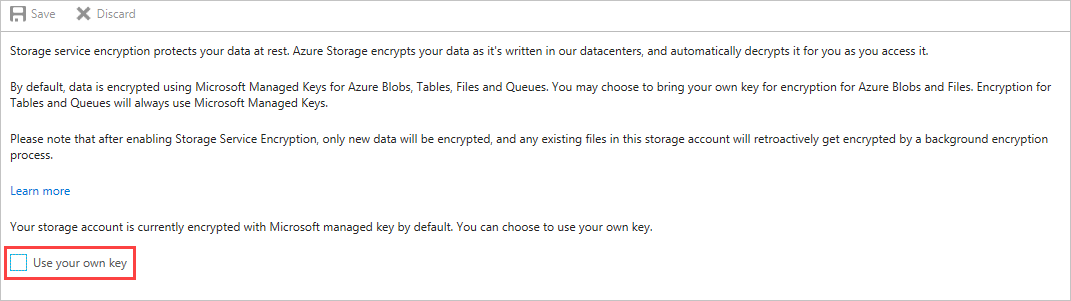 Save Discard
Storage service encryption protects your data at rest. Azure Storage encrypts your data as it's written in our datacenters, and automatically decrypts it for you as you access it.
By default, data is encrypted using Microsoft Managed Keys for Azure Blobs, Tables, Files and Queues. You may choose to bring your own key for encryption for Azure Blobs and Files. Encryption for
Tables and Queues will always use Microsoft Managed Keys.
Please note that after enabling Storage Service Encryption, only new data will be encrypted, and any existing files in this storage account will retroactively get encrypted by a background encryption
process.
Learn more
Your storage account is currently encrypted with Microsoft managed key by default. You can choose to use your own key.
Use your own key